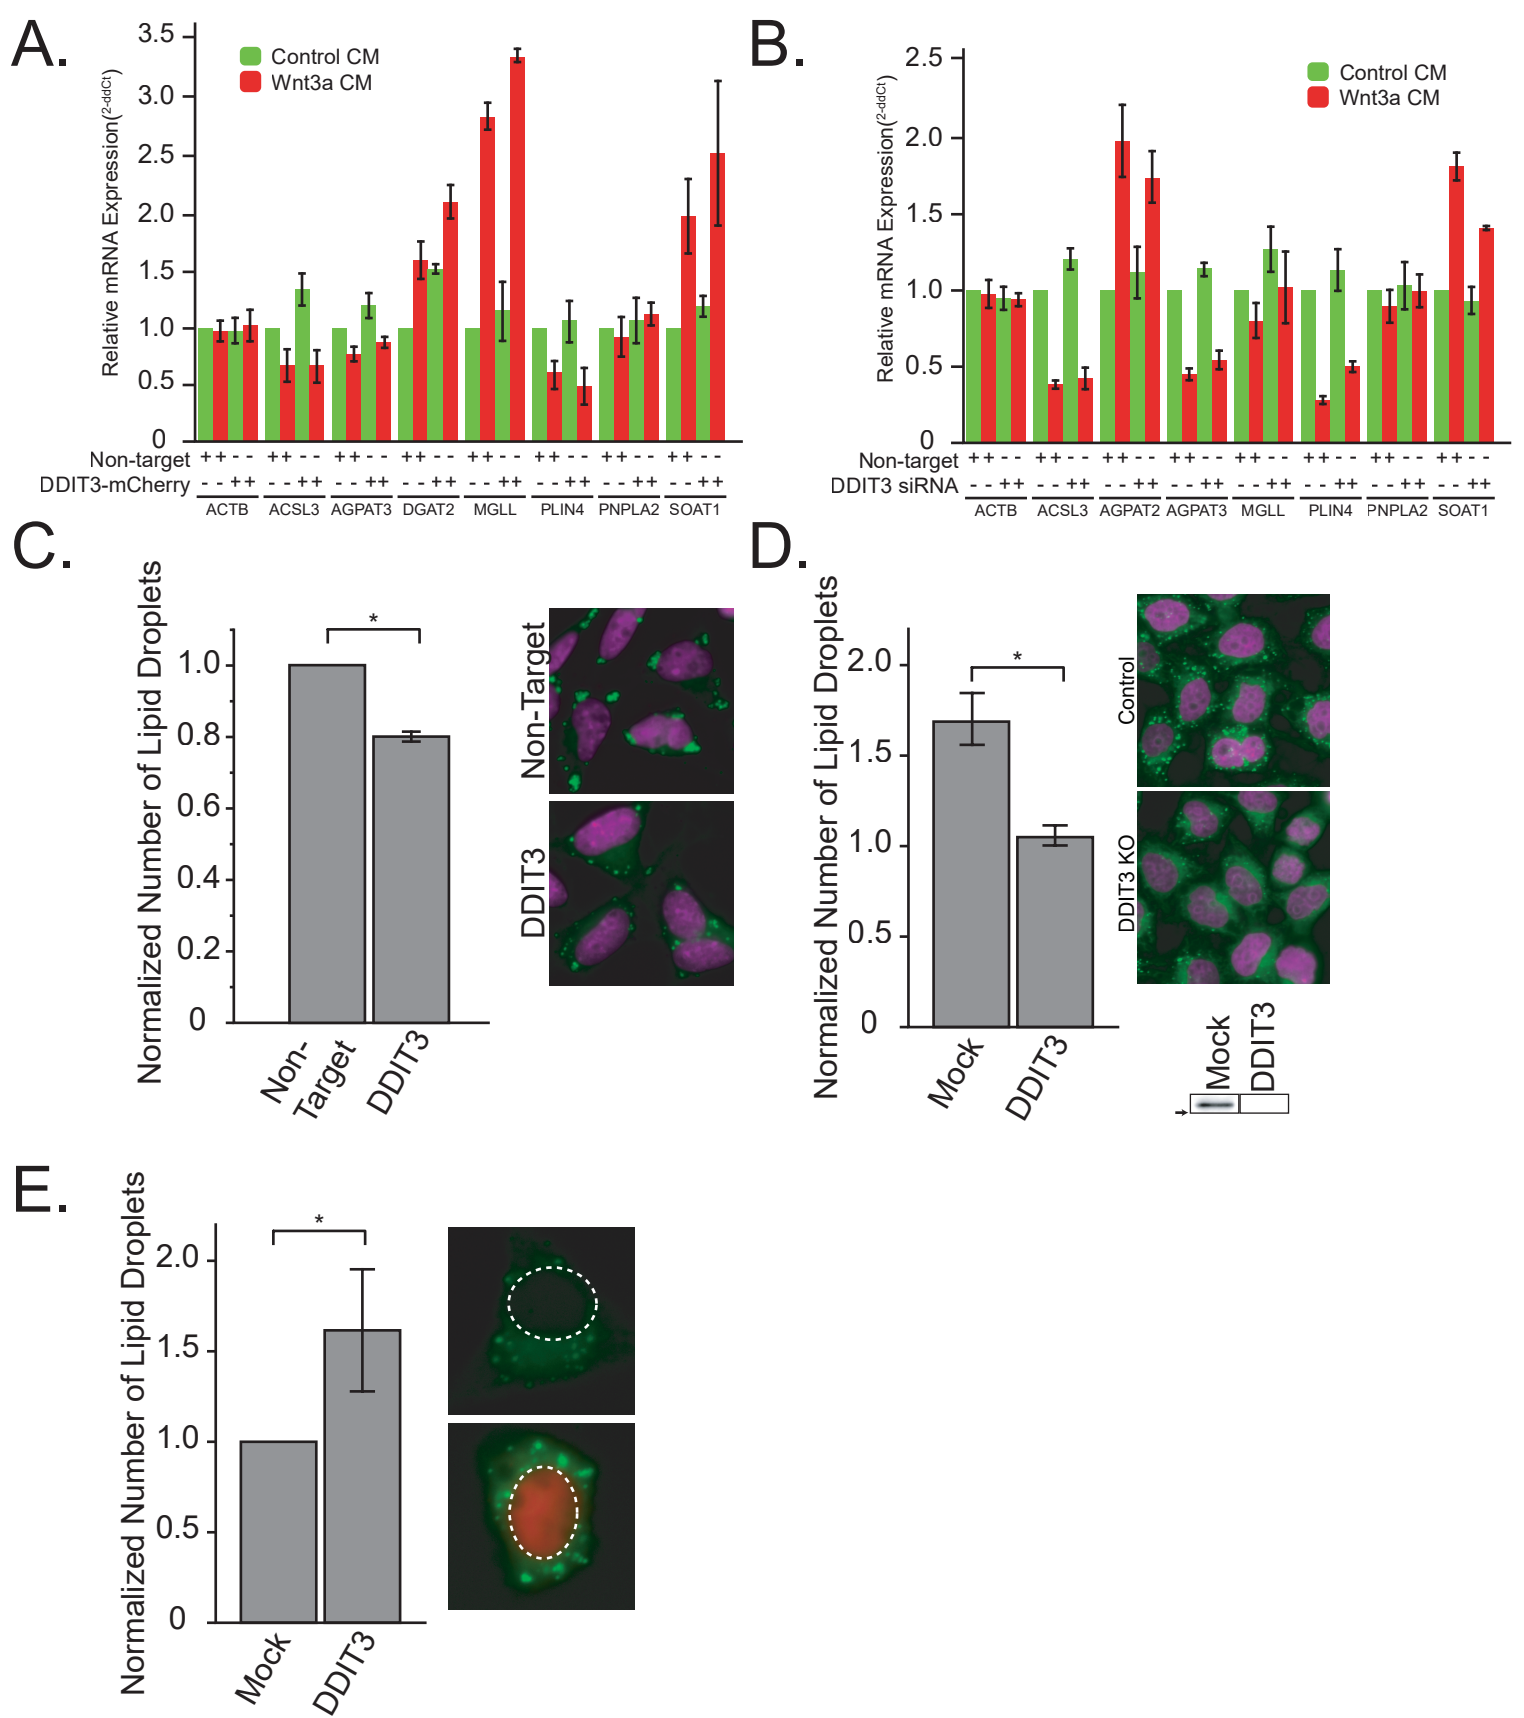 A.
Relative mRNA Expression(2-ddCt)
3.5
3.0
2.5
2.0
1.5
1.0
0.5
0
Control CM
Wnt3a CM
Non-target ++-- ++-- ++-- ++-- ++-- ++-- ++-- ++--
DDIT3-mCherry --++ --++ --++ --++ --++ --++ --++ --++
ACTB ACSL3 AGPAT3 DGAT2 MGLL PLIN4 PNPLA2 SOAT1
B.
Relative mRNA Expression(2-ddCt)
2.5
2.0
1.5
1.0
0.5
0
Control CM
Wnt3a CM
Non-target ++-- ++-- ++-- ++-- ++-- ++-- ++-- ++--
DDIT3 siRNA --++ --++ --++ --++ --++ --++ --++ --++
ACTB ACSL3 AGPAT2 AGPAT3 MGLL PLIN4 PNPLA2 SOAT1
C.
Normalized Number of Lipid Droplets
1.0
0.8
0.6
0.4
0.2
0
*
Non-
Target
DDIT3
Non-Target
DDIT3
D.
Normalized Number of Lipid Droplets
2.0
1.5
1.0
0.5
0
*
Mock
DDIT3
Control
DDIT3 KO
Mock
DDIT3
E.
Normalized Number of Lipid Droplets
2.0
1.5
1.0
0.5
0
*
Mock
DDIT3